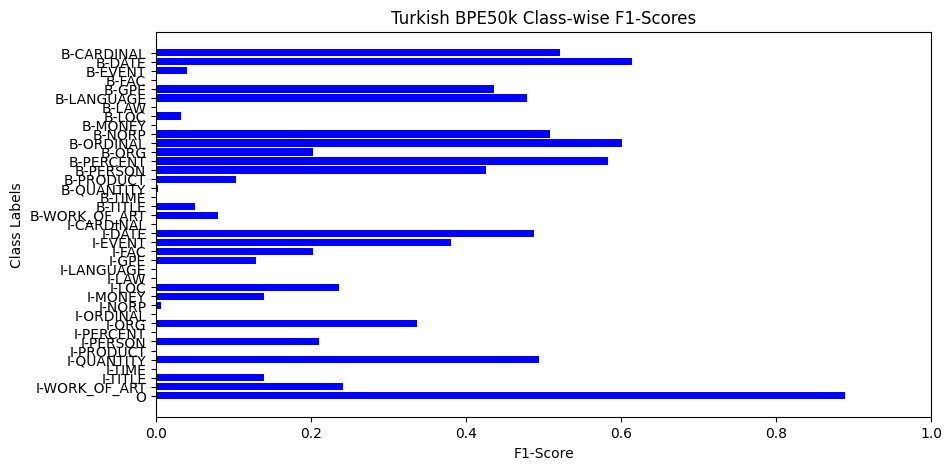 Turkish BPE50k Class-wise F1-Scores
B-CARDINAL
B-DATE
B-EVENT
B-FAC
B-GPE
B-LANGUAGE
B-LAW
B-LOC
B-MONEY
B-NORP
B-ORDINAL
B-ORG
B-PERCENT
B-PERSON
B-PRODUCT
B-QUANTITY
B-TIME
B-TITLE
B-WORK_OF_ART
I-CARDINAL
I-DATE
I-EVENT
I-FAC
I-GPE
I-LANGUAGE
I-LAW
I-LOC
I-MONEY
I-NORP
I-ORDINAL
I-ORG
I-PERCENT
I-PERSON
I-PRODUCT
I-QUANTITY
I-TIME
I-TITLE
I-WORK_OF_ART
O
Class Labels
0.0 0.2 0.4 0.6 0.8 1.0
F1-Score